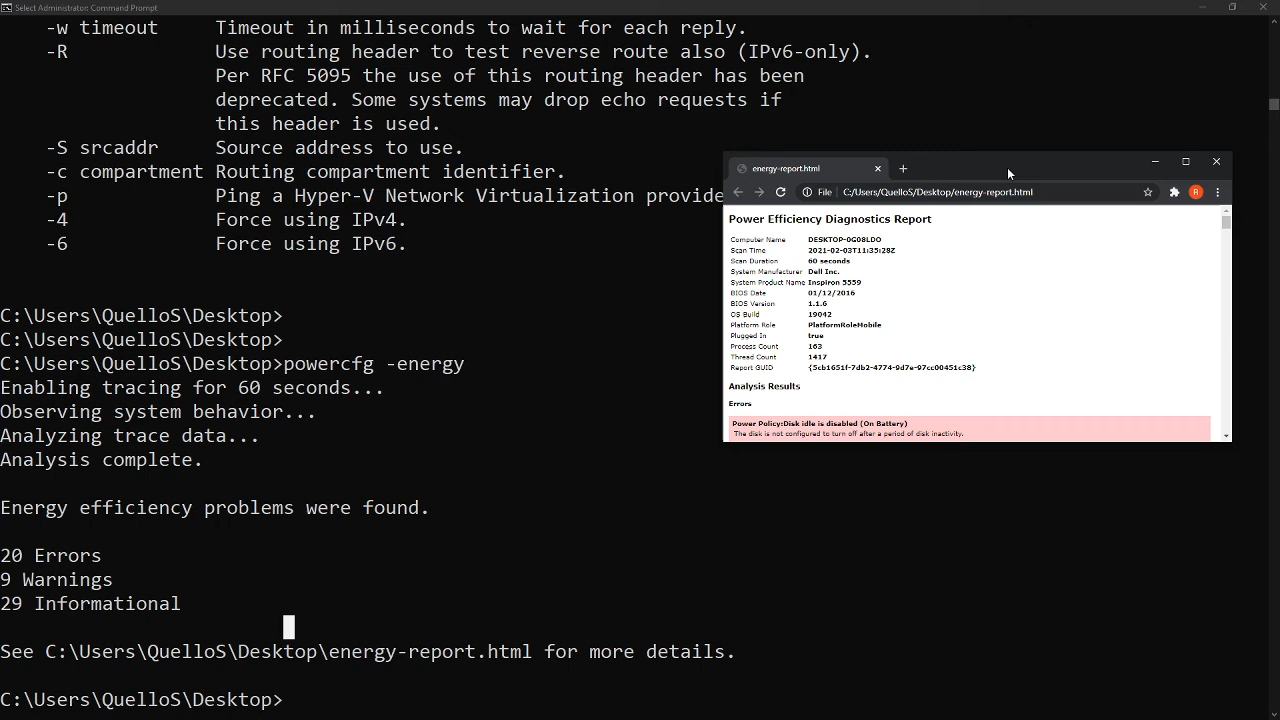 Select Administrator: Command Prompt
-w timeout Timeout in milliseconds to wait for each reply.
-R Use routing header to test reverse route also (IPv6-only).
Per RFC 5095 the use of this routing header has been
deprecated. Some systems may drop echo requests if
this header is used.
-S srcaddr Source address to use.
-c compartment Routing compartment identifier.
-p Ping a Hyper-V Network Virtualization provide
-4 Force using IPv4.
-6 Force using IPv6.
C:\Users\QuelloS\Desktop>
C:\Users\QuelloS\Desktop>
C:\Users\QuelloS\Desktop>powercfg -energy
Enabling tracing for 60 seconds...
Observing system behavior...
Analyzing trace data...
Analysis complete.
Energy efficiency problems were found.
20 Errors
9 Warnings
29 Informational
See C:\Users\QuelloS\Desktop\energy-report.html for more details.
C:\Users\QuelloS\Desktop>
energy-report.html
File C:/Users/QuelloS/Desktop/energy-report.html R
Power Efficiency Diagnostics Report
Computer Name DESKTOP-0G08LDO
Scan Time 2021-02-03T11:35:28Z
Scan Duration 60 seconds
System Manufacturer Dell Inc.
System Product Name Inspiron 5559
BIOS Date 01/12/2016
BIOS Version 1.1.6
OS Build 19042
Platform Role PlatformRoleMobile
Plugged In true
Process Count 163
Thread Count 1417
Report GUID {5cb1651f-7db2-4774-9d7e-97cc00451c38}
Analysis Results
Errors
Power Policy:Disk idle is disabled (On Battery)
The disk is not configured to turn off after a period of disk inactivity.